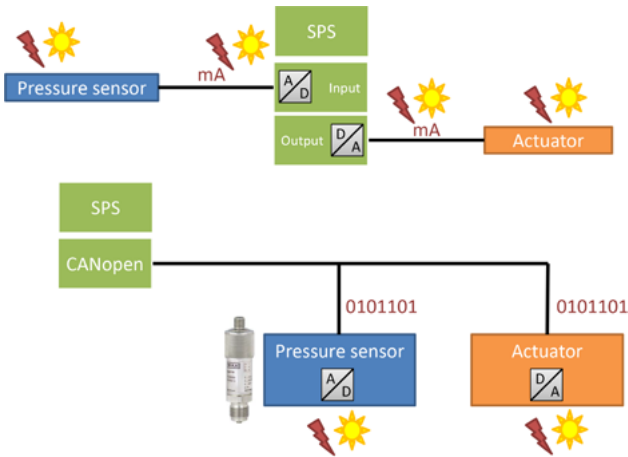 SPS
Pressure sensor
mA
A
D
Input
Output
D
A
mA
Actuator
SPS
CANopen
0101101
0101101
Pressure sensor
A
D
Actuator
D
A